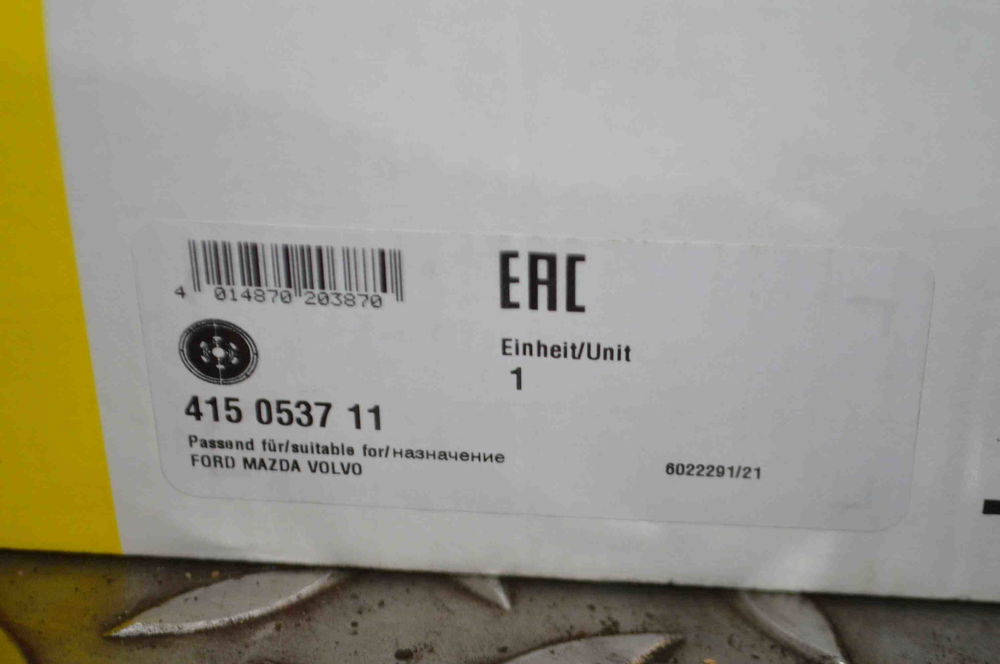 4 014870 203870
EAC
Einheit/Unit
1
415 0537 11
Passend für/suitable for/назначение
FORD MAZDA VOLVO
6022291/21